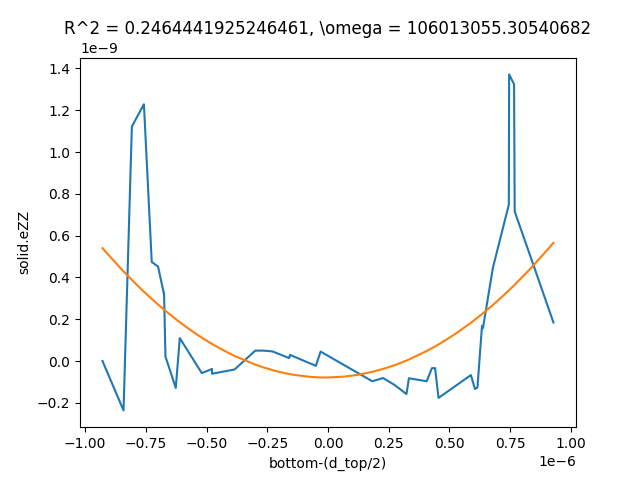 R^2 = 0.2464441925246461, \omega = 106013055.30540682
1e−9
1.4
1.2
1.0
0.8
0.6
0.4
0.2
0.0
−0.2
solid.eZZ
−1.00 −0.75 −0.50 −0.25 0.00 0.25 0.50 0.75 1.00
bottom-(d_top/2)
1e−6